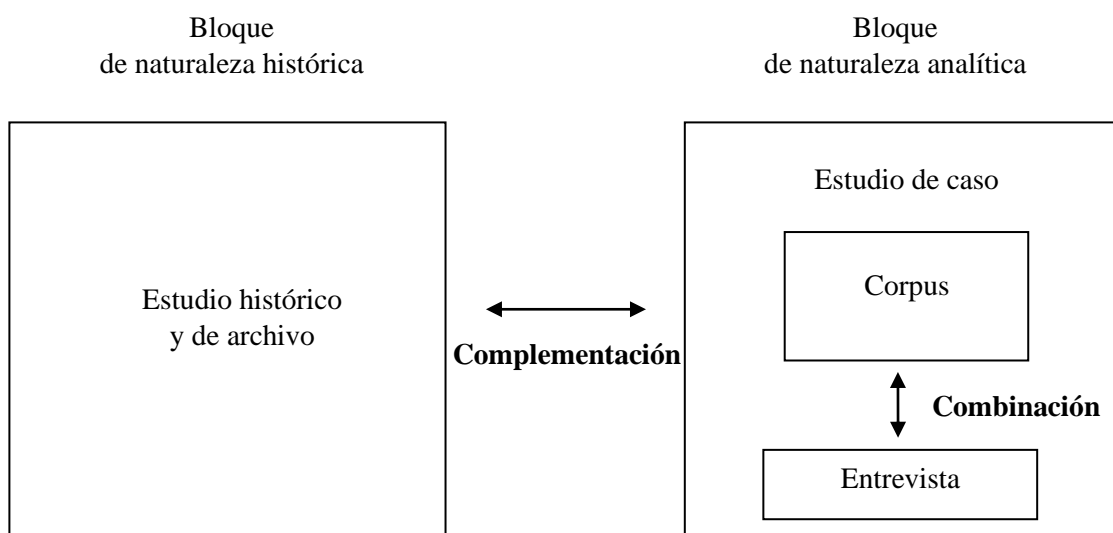 Bloque
de naturaleza histórica
Bloque
de naturaleza analítica
Estudio histórico
y de archivo
Complementación
Estudio de caso
Corpus
Combinación
Entrevista